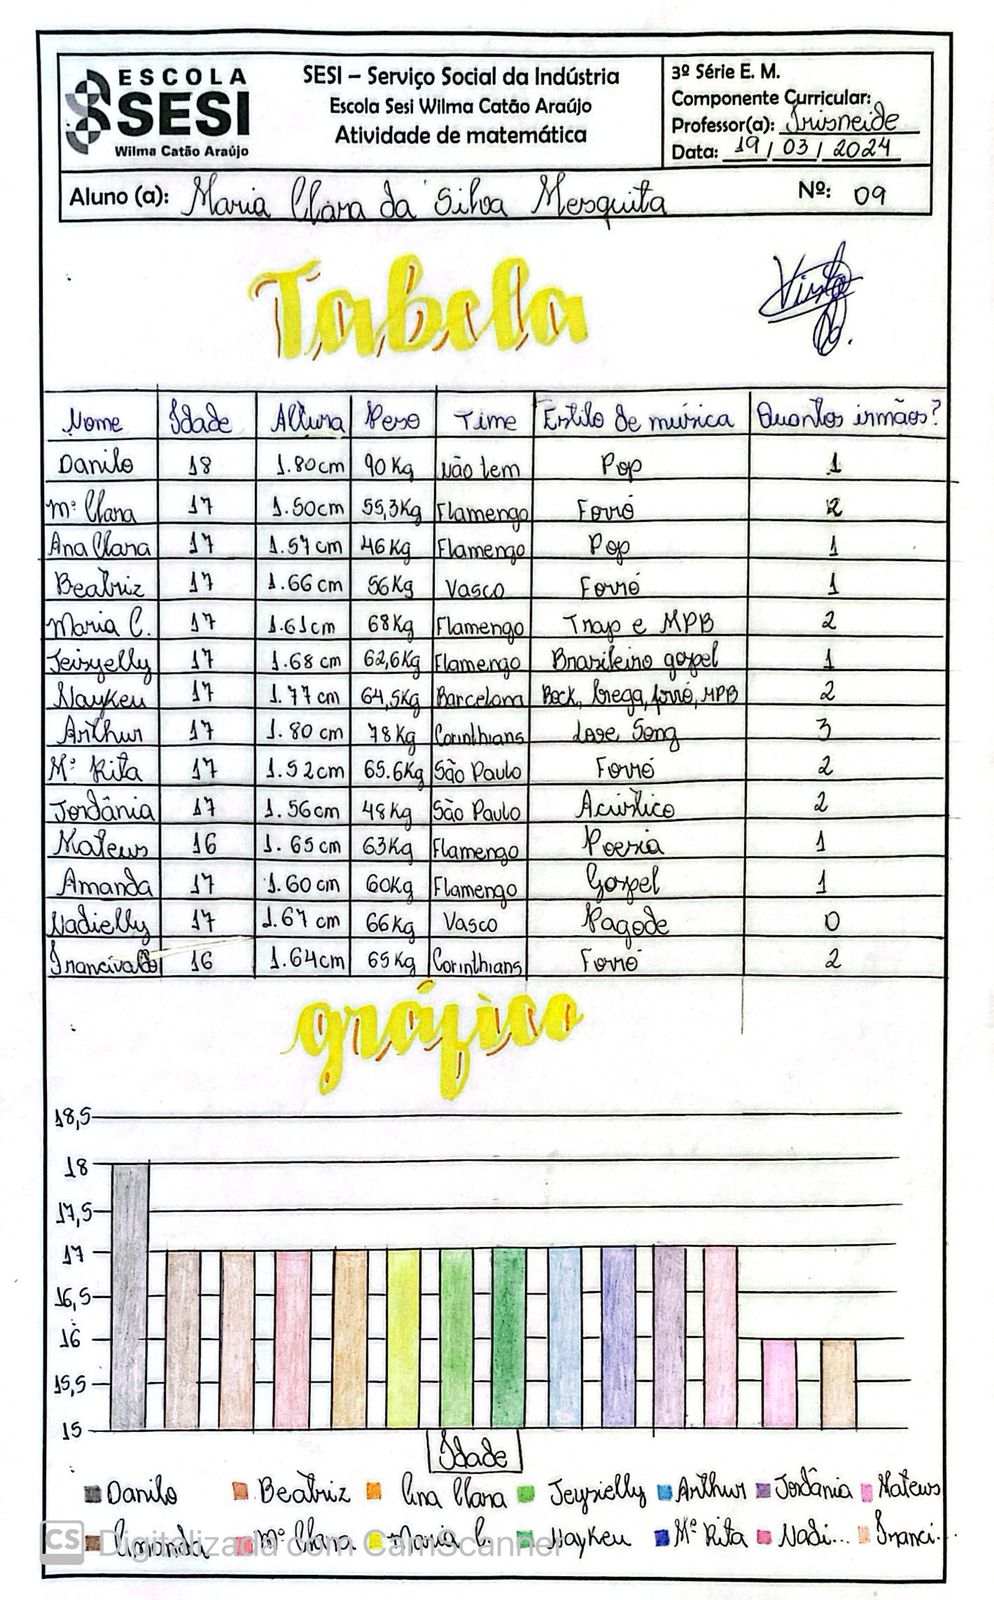 ESCOLA
SESI
Wilma Catão Araújo
SESI – Serviço Social da Indústria
Escola Sesi Wilma Catão Araújo
Atividade de matemática
3º Série E. M.
Componente Curricular:
Professor(a): Irisneide
Data: 19 / 03 / 2024
Aluno (a): Maria Clara da Silva Mesquita Nº: 09
Tabela
Visto
Nome Idade Altura Peso Time Estilo de música Quantos irmãos?
Danilo 18 1.80cm 90Kg não tem Pop 1
Mª Clara 17 1.50cm 55,3Kg Flamengo Forró 2
Ana Clara 17 1.57cm 46Kg Flamengo Pop 1
Beatriz 17 1.66cm 56Kg Vasco Forró 1
Maria C. 17 1.61cm 68Kg Flamengo Trap e MPB 2
Jeisyelly 17 1.68cm 62,6Kg Flamengo Brasileiro gospel 1
Naykeu 17 1.77cm 64,5Kg Barcelona Rock, brega, forró, MPB 2
Arthur 17 1.80cm 78Kg Corinthians Love Song 3
Mª Rita 17 1.52cm 65.6Kg São Paulo Forró 2
Jordânia 17 1.56cm 48Kg São Paulo Acústico 2
Mateus 16 1.65cm 63Kg Flamengo Poesia 1
Amanda 17 1.60cm 60Kg Flamengo Gospel 1
Nadielly 17 1.67cm 66Kg Vasco Pagode 0
Francivaldo 16 1.64cm 65Kg Corinthians Forró 2
gráfico
18,5
18
17,5
17
16,5
16
15,5
15
Idade
Danilo Beatriz Ana Clara Jeysielly Arthur Jordânia Mateus
Amanda Mª Clara Maria C. Naykeu Mª Rita Nadi... Franci...
CS Digitalizado com CamScanner